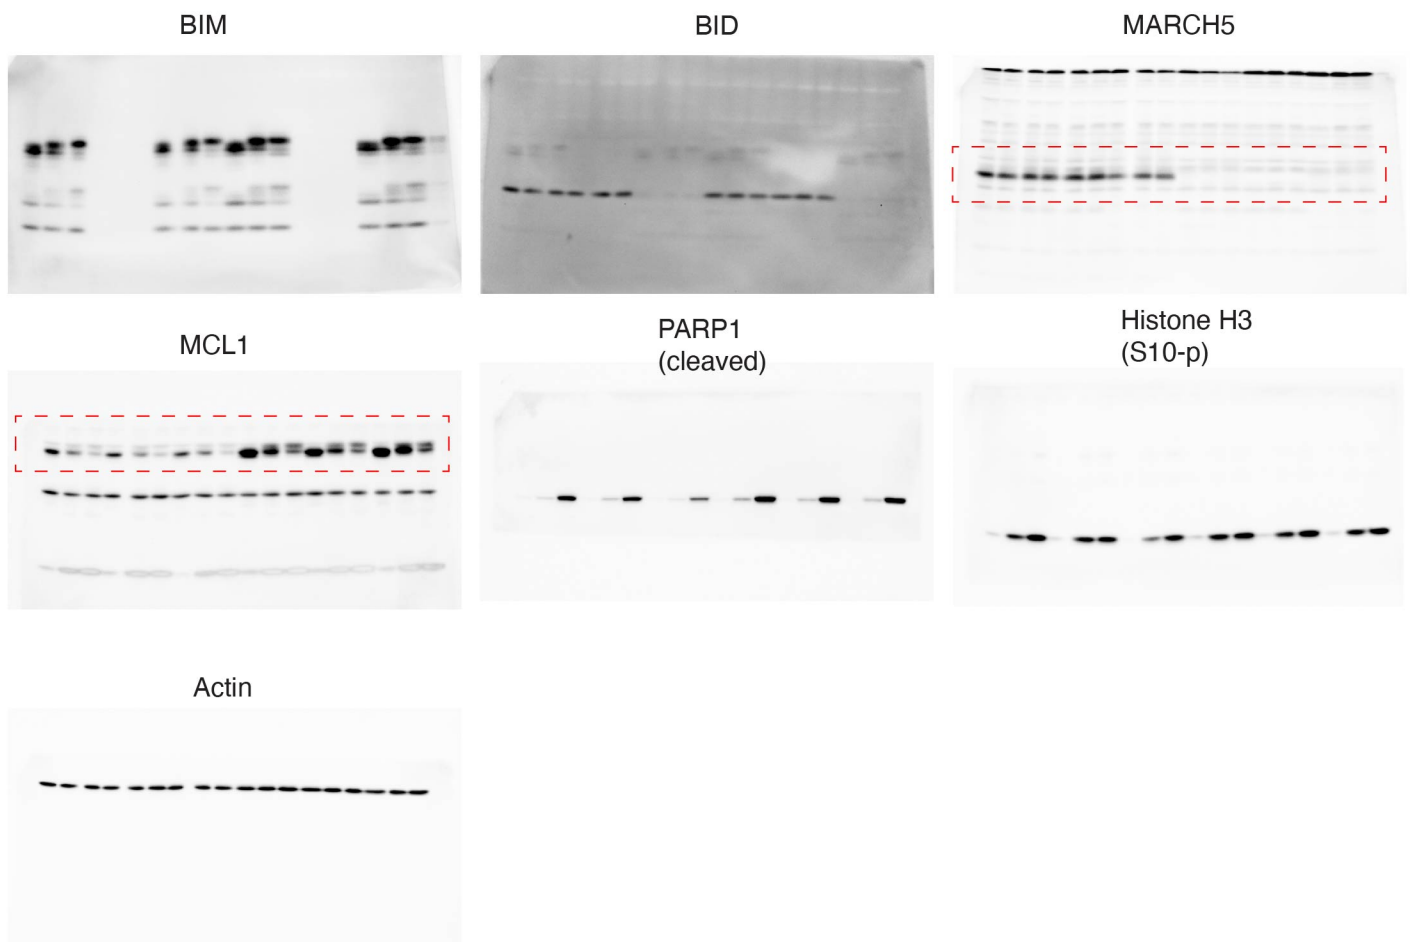 BIM
BID
MARCH5
MCL1
PARP1
(cleaved)
Histone H3
(S10-p)
Actin